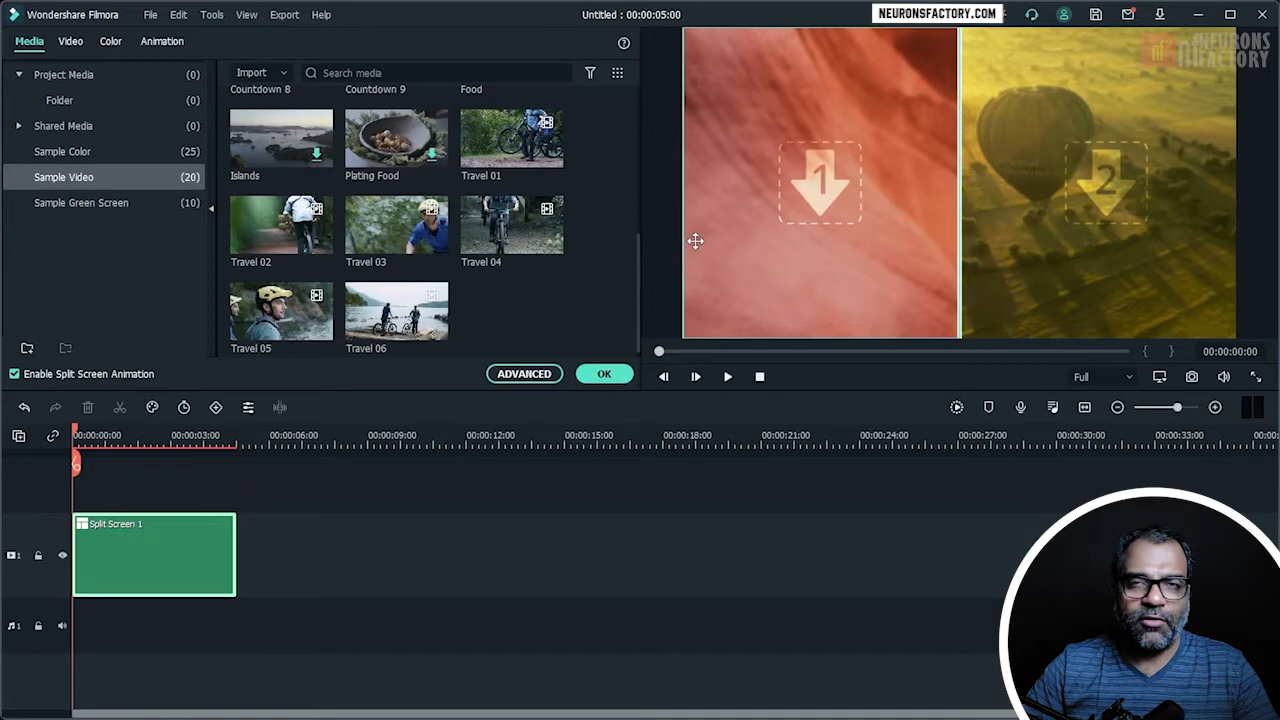 Wondershare Filmora File Edit Tools View Export Help Untitled : 00:00:05:00 NEURONSFACTORY.COM
NEURONS FACTORY
Media Video Color Animation
Project Media (0)
Folder (0)
Shared Media (0)
Sample Color (25)
Sample Video (20)
Sample Green Screen (10)
Import Search media
Countdown 8 Countdown 9 Food
Islands Plating Food Travel 01
Travel 02 Travel 03 Travel 04
Travel 05 Travel 06
1 2
00:00:00:00
Enable Split Screen Animation ADVANCED OK
Full
00:00:00:00 00:00:03:00 00:00:06:00 00:00:09:00 00:00:12:00 00:00:15:00 00:00:18:00 00:00:21:00 00:00:24:00 00:00:27:00 00:00:30:00 00:00:33:00
Split Screen 1
1
1